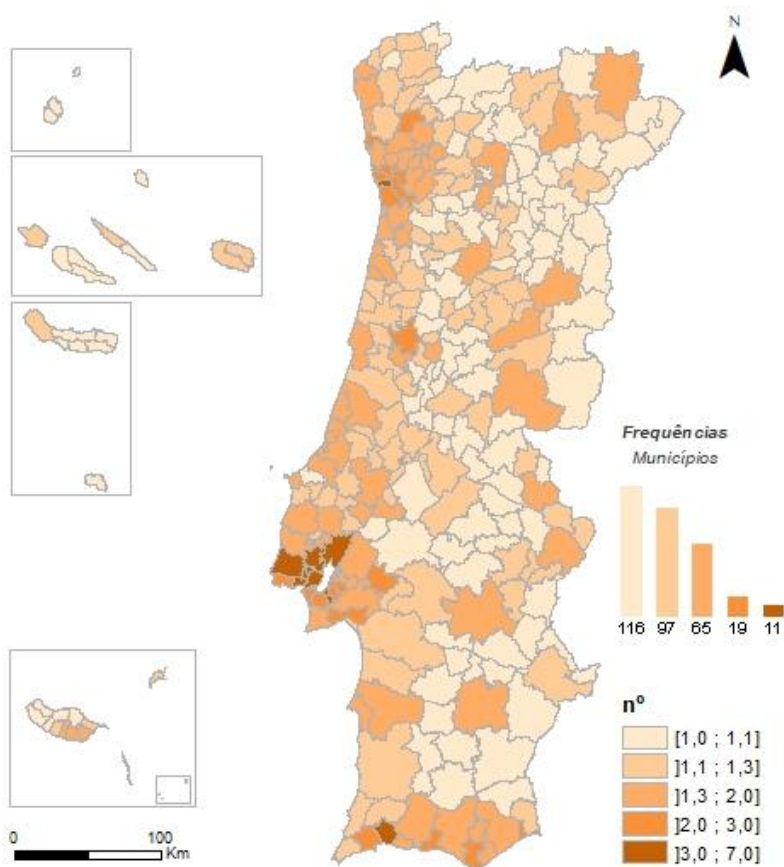 N
Frequências
Municípios
116 97 65 19 11
nº
]1,0 ; 1,1]
]1,1 ; 1,3]
]1,3 ; 2,0]
]2,0 ; 3,0]
]3,0 ; 7,0]
0 100
Km